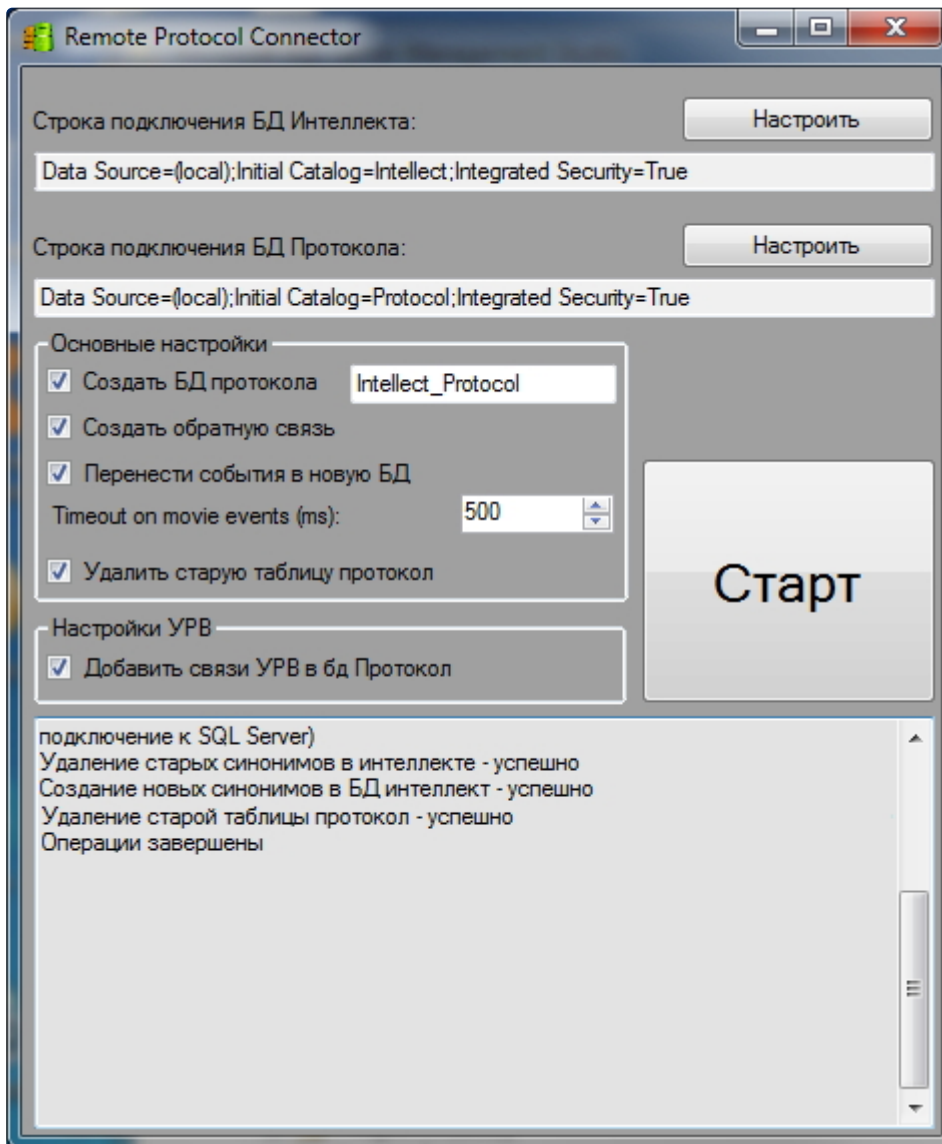 Remote Protocol Connector
Строка подключения БД Интеллекта:
Настроить
Data Source=(local);Initial Catalog=Intellect;Integrated Security=True
Строка подключения БД Протокола:
Настроить
Data Source=(local);Initial Catalog=Protocol;Integrated Security=True
Основные настройки
Создать БД протокола
Intellect_Protocol
Создать обратную связь
Перенести события в новую БД
Timeout on movie events (ms):
500
Удалить старую таблицу протокол
Старт
Настройки УРВ
Добавить связи УРВ в бд Протокол
подключение к SQL Server)
Удаление старых синонимов в интеллекте - успешно
Создание новых синонимов в БД интеллект - успешно
Удаление старой таблицы протокол - успешно
Операции завершены